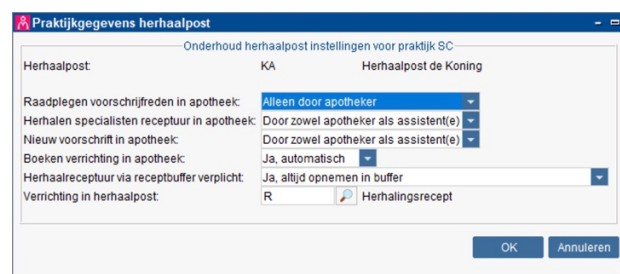 Praktijkgegevens herhaalpost
Onderhoud herhaalpost instellingen voor praktijk SC
Herhaalpost: KA Herhaalpost de Koning
Raadplegen voorschrijfreden in apotheek: Alleen door apotheker
Herhalen specialisten receptuur in apotheek: Door zowel apotheker als assistent(e)
Nieuw voorschrift in apotheek: Door zowel apotheker als assistent(e)
Boeken verrichting in apotheek: Ja, automatisch
Herhaalreceptuur via receptbuffer verplicht: Ja, altijd opnemen in buffer
Verrichting in herhaalpost: R Herhalingsrecept
OK Annuleren